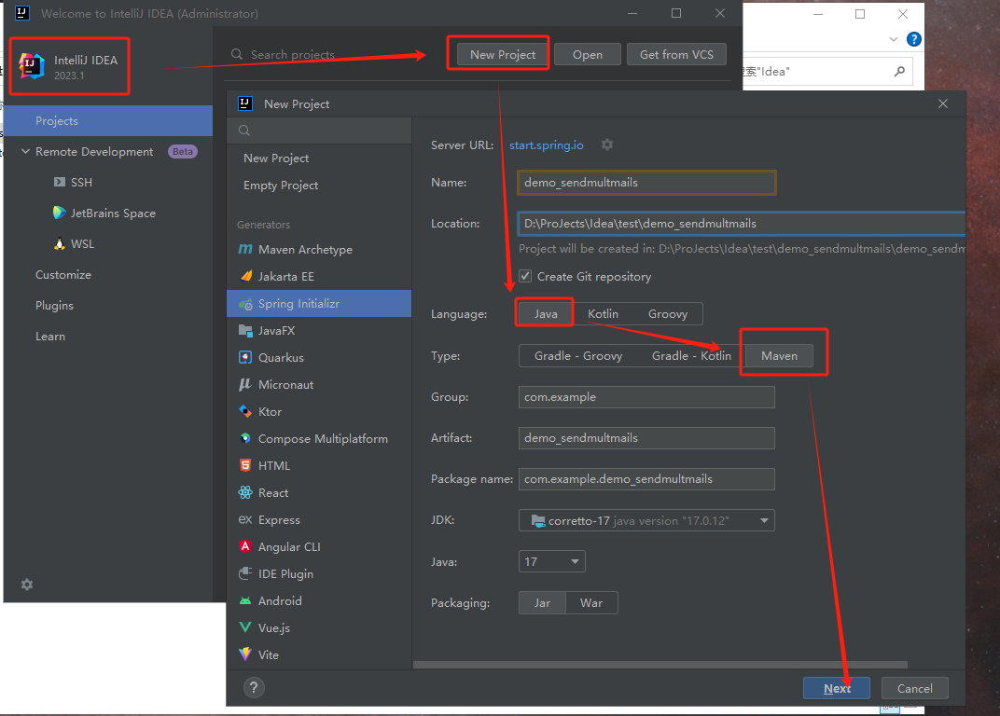 Welcome to IntelliJ IDEA (Administrator)
IntelliJ IDEA
2023.1
Search projects
New Project
Open
Get from VCS
索"Idea"
Projects
Remote Development
Beta
SSH
JetBrains Space
WSL
Customize
Plugins
Learn
New Project
New Project
Empty Project
Generators
Maven Archetype
Jakarta EE
Spring Initializr
JavaFX
Quarkus
Micronaut
Ktor
Compose Multiplatform
HTML
React
Express
Angular CLI
IDE Plugin
Android
Vue.js
Vite
Server URL: start.spring.io
Name: demo_sendmultmails
Location: D:\ProJects\Idea\test\demo_sendmultmails
Project will be created in: D:\ProJects\Idea\test\demo_sendmultmails\demo_sendm
Create Git repository
Language: Java Kotlin Groovy
Type: Gradle - Groovy Gradle - Kotlin Maven
Group: com.example
Artifact: demo_sendmultmails
Package name: com.example.demo_sendmultmails
JDK: corretto-17 java version "17.0.12"
Java: 17
Packaging: Jar War
?
Next
Cancel